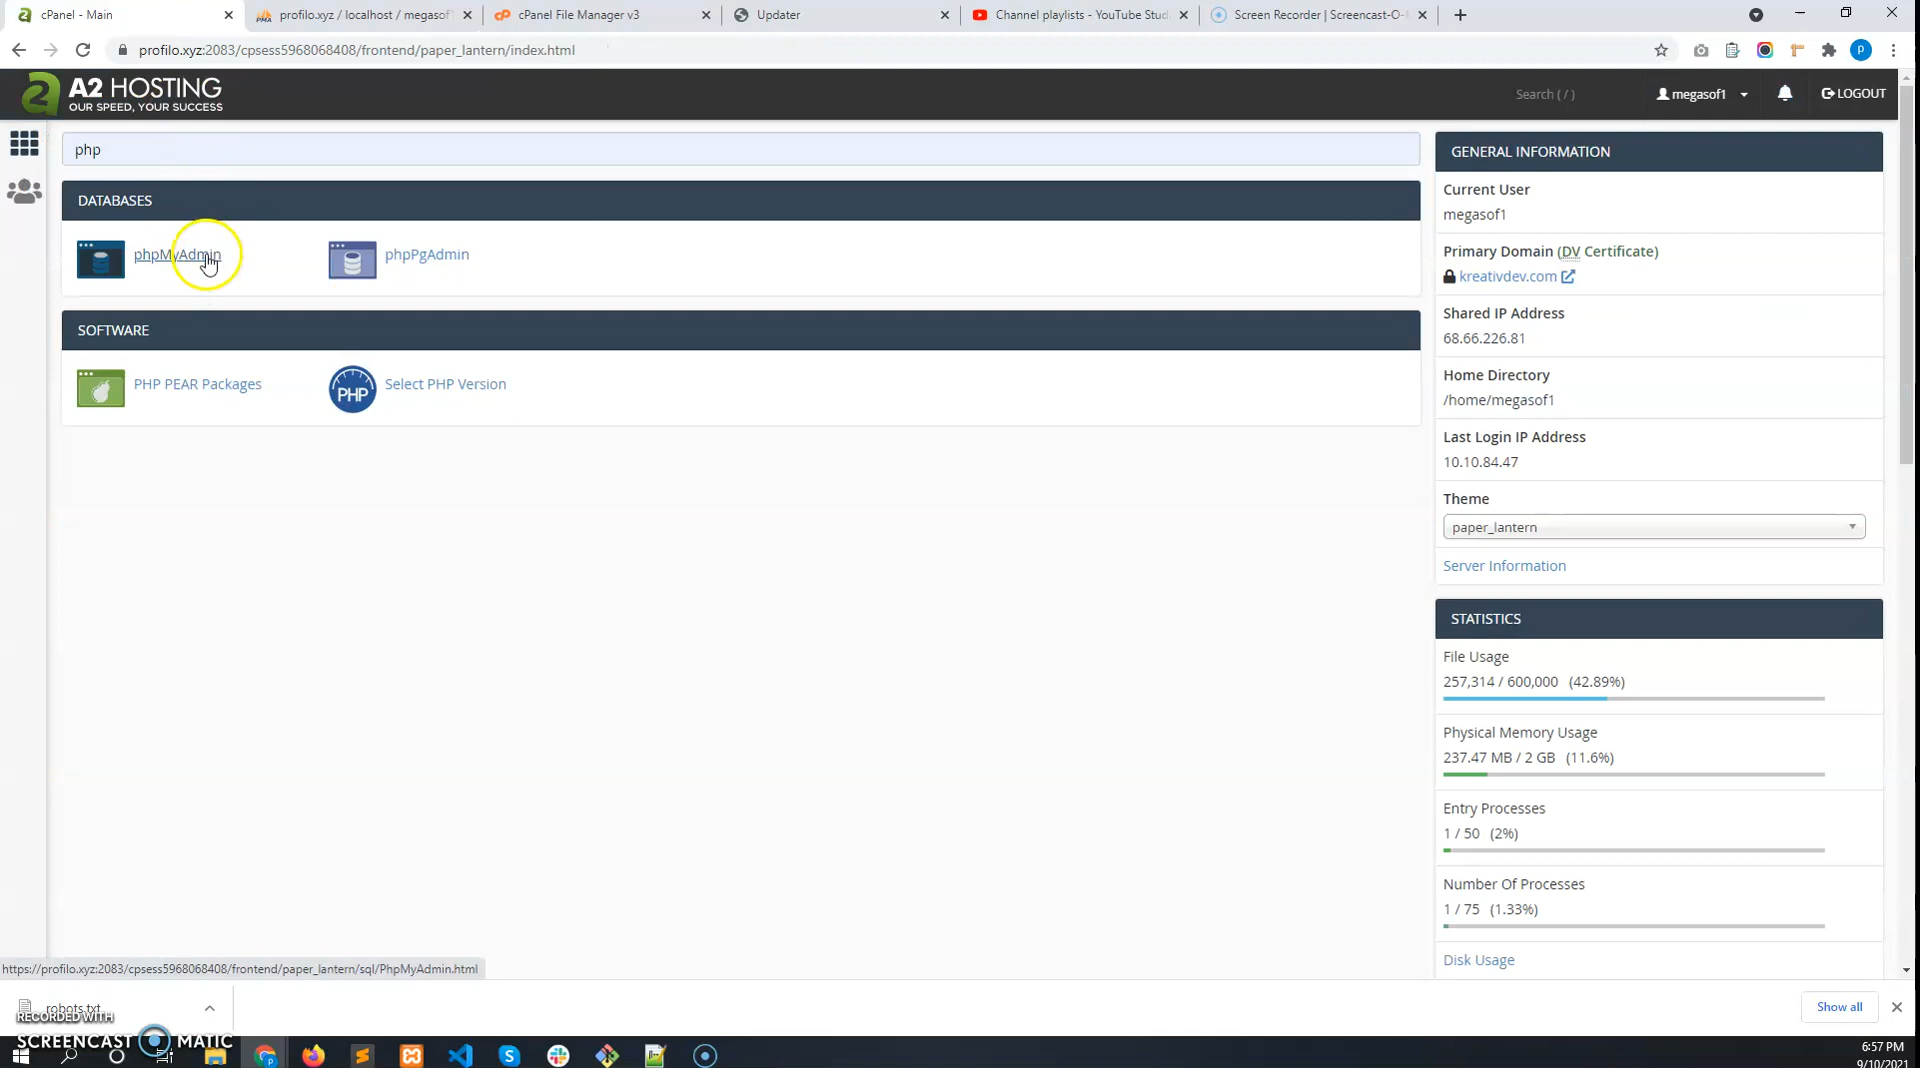 cPanel - Main
profilo.xyz / localhost / megasof
cPanel File Manager v3
Updater
Channel playlists - YouTube Stud
Screen Recorder | Screencast-O-
profilo.xyz:2083/cpsess5968068408/frontend/paper_lantern/index.html
P
2 A2 HOSTING
OUR SPEED, YOUR SUCCESS
Search ( / )
megasof1
LOGOUT
php
DATABASES
phpMyAdmin
phpPgAdmin
SOFTWARE
PHP PEAR Packages
PHP
Select PHP Version
GENERAL INFORMATION
Current User
megasof1
Primary Domain (DV Certificate)
kreativdev.com
Shared IP Address
68.66.226.81
Home Directory
/home/megasof1
Last Login IP Address
10.10.84.47
Theme
paper_lantern
Server Information
STATISTICS
File Usage
257,314 / 600,000 (42.89%)
Physical Memory Usage
237.47 MB / 2 GB (11.6%)
Entry Processes
1 / 50 (2%)
Number Of Processes
1 / 75 (1.33%)
Disk Usage
https://profilo.xyz:2083/cpsess5968068408/frontend/paper_lantern/sql/PhpMyAdmin.html
robots.txt
Show all
RECORDED WITH
SCREENCAST MATIC
6:57 PM
9/10/2021